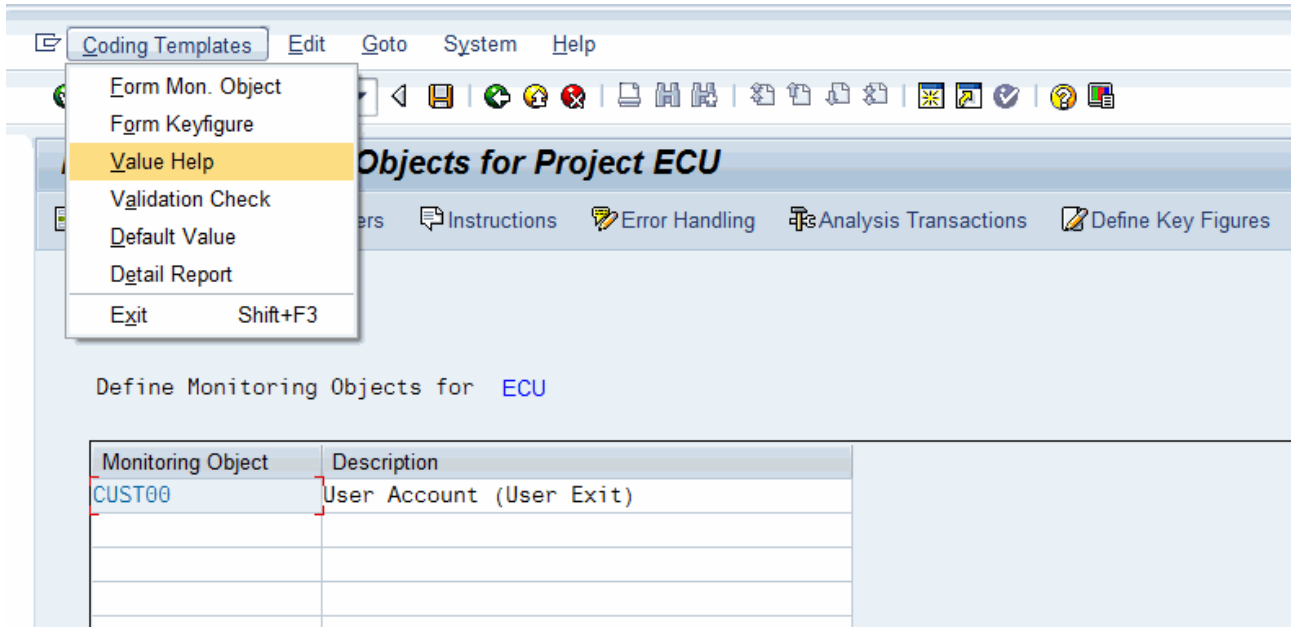 Coding Templates Edit Goto System Help
Form Mon. Object
Form Keyfigure
Value Help
Objects for Project ECU
Validation Check
Instructions Error Handling Analysis Transactions Define Key Figures
Default Value
Detail Report
Exit Shift+F3
Define Monitoring Objects for ECU
Monitoring Object Description
CUST00 User Account (User Exit)